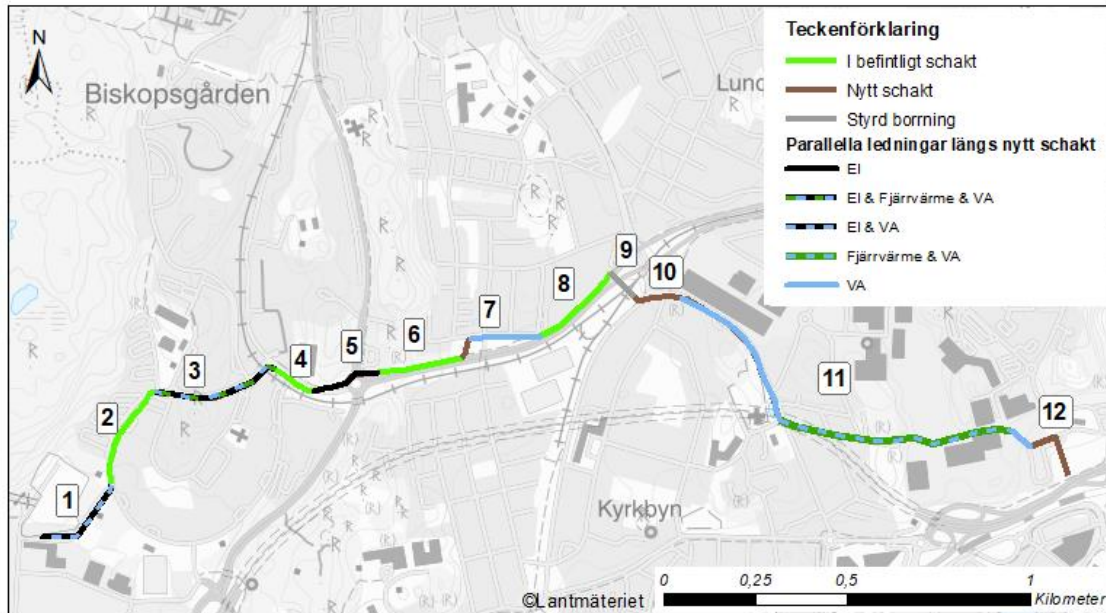 N
Biskopsgården
Lund
Teckenförklaring
I befintligt schakt
Nytt schakt
Styrd borrning
Parallella ledningar längs nytt schakt
El
El & Fjärrvärme & VA
El & VA
Fjärrvärme & VA
VA
1
2
3
4
5
6
7
8
9
10
11
12
Kyrkbyn
©Lantmäteriet
0 0,25 0,5 1
Kilometer